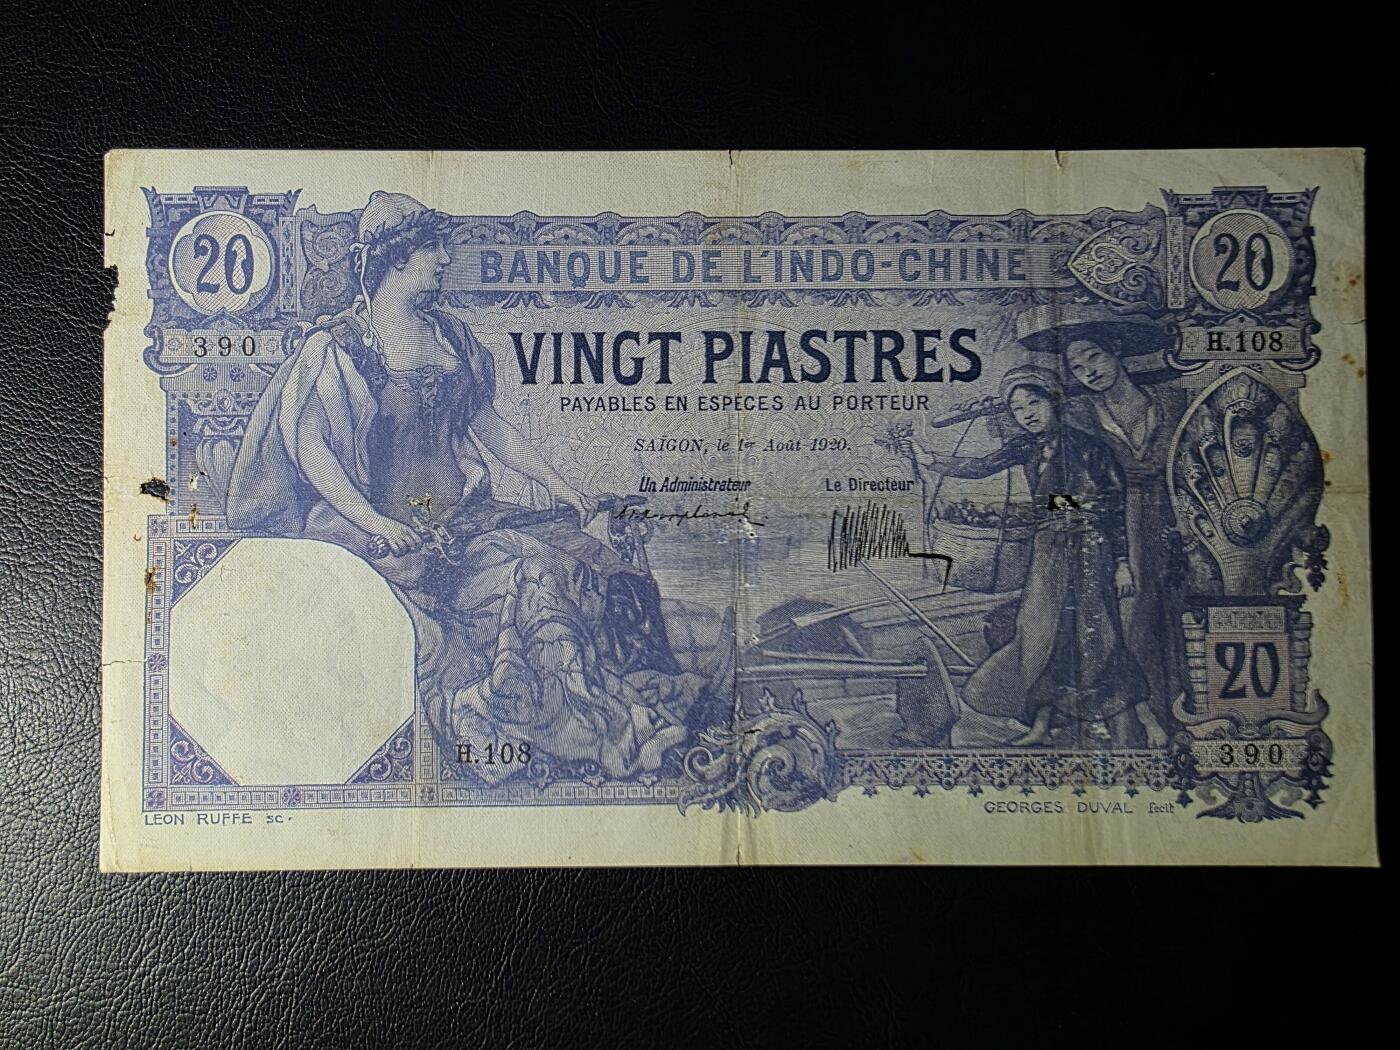 20
BANQUE DE L'INDO-CHINE
20
390
VINGT PIASTRES
H.108
PAYABLES EN ESPÈCES AU PORTEUR
SAÏGON, le 1er Août 1920.
Un Administrateur
Le Directeur
20
H.108
390
LEON RUFFE sc.
GEORGES DUVAL fecit